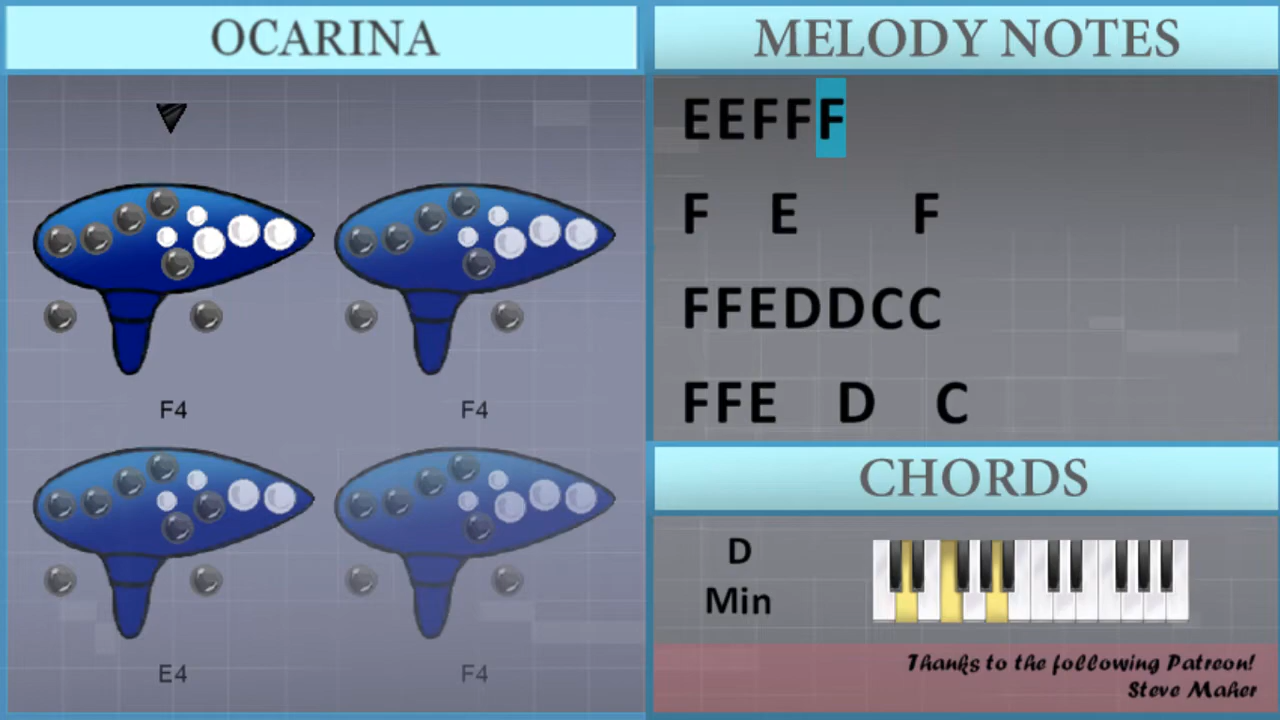 OCARINA
F4
F4
E4
F4
MELODY NOTES
EEFFF
F E F
FFEDDCC
FFE D C
CHORDS
D
Min
Thanks to the following Patreon!
Steve Maher